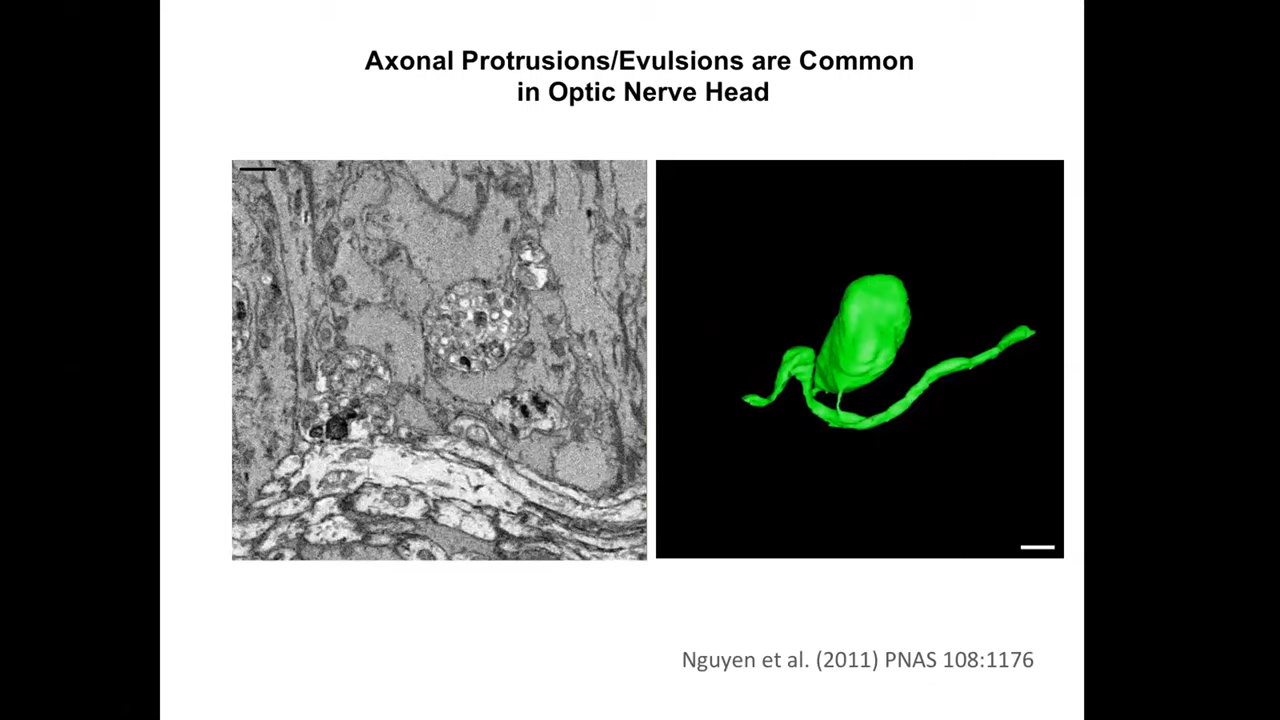 Axonal Protrusions/Evulsions are Common
in Optic Nerve Head
Nguyen et al. (2011) PNAS 108:1176